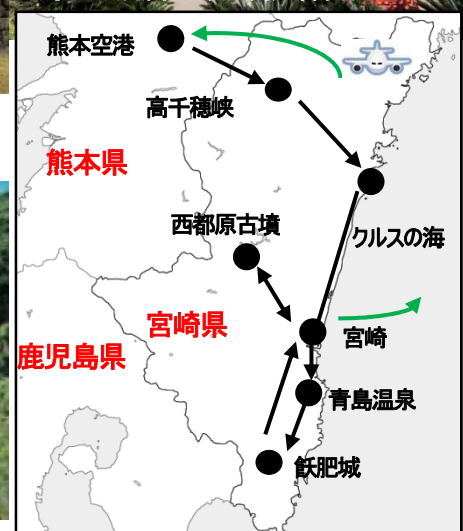 熊本空港
高千穂峡
熊本県
西都原古墳
クルスの海
宮崎県
宮崎
鹿児島県
青島温泉
飫肥城